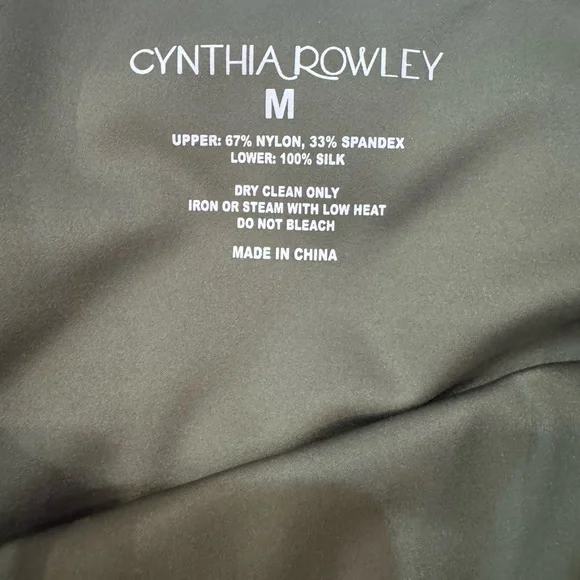 CYNTHIA ROWLEY
M
UPPER: 67% NYLON, 33% SPANDEX
LOWER: 100% SILK
DRY CLEAN ONLY
IRON OR STEAM WITH LOW HEAT
DO NOT BLEACH
MADE IN CHINA